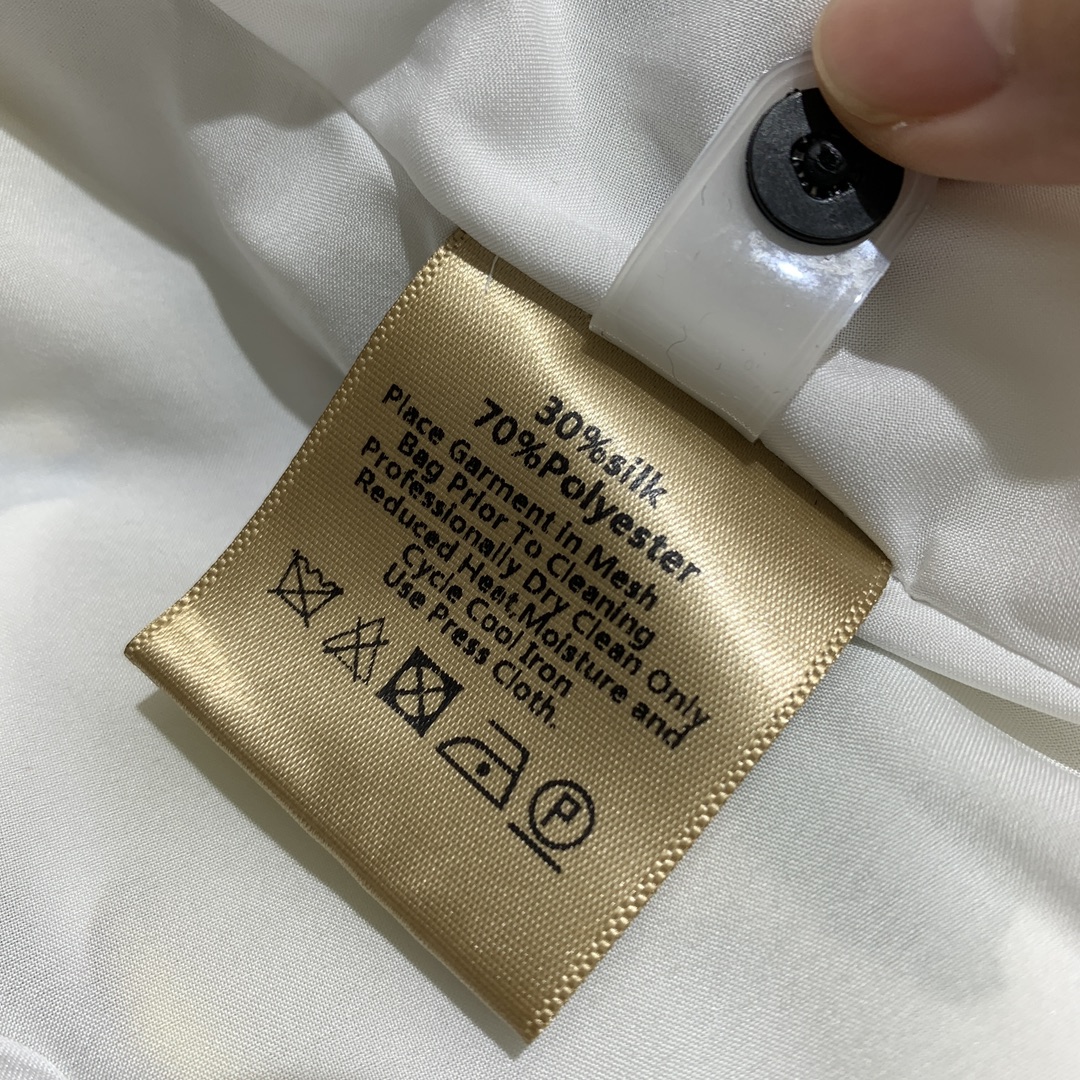 30%silk
70%Polyester
Place Garment in Mesh
Bag Prior To Cleaning
Professionally Dry Clean Only
Reduced Heat.Moisture and
Cycle Cool Iron
Use Press Cloth.
P